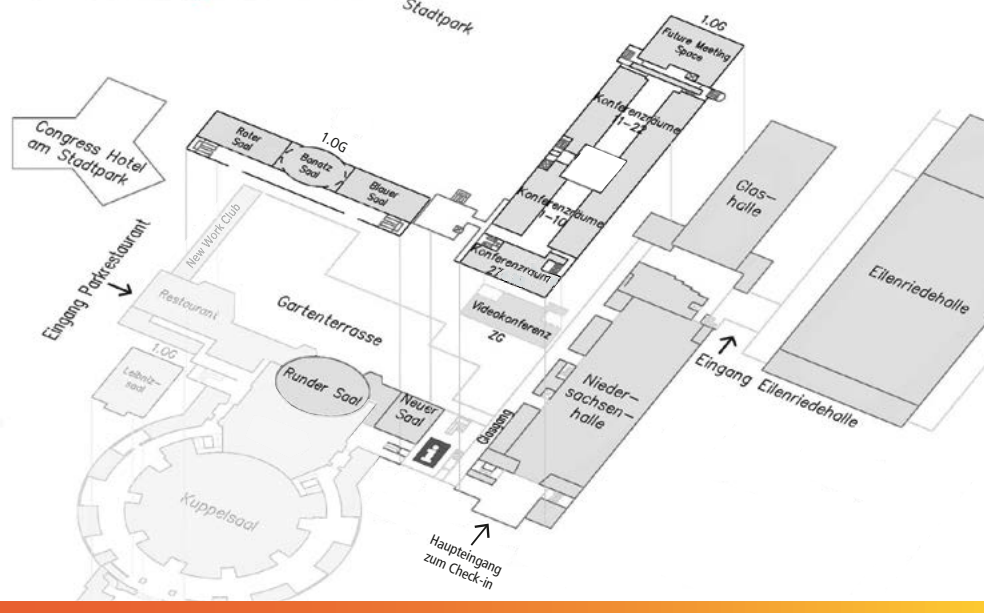 Stadtpark
1.OG
Future Meeting
Space
Congress Hotel
am Stadtpark
Roter
Saal
1.OG
Bonatz
Saal
Blauer
Saal
Konferenzräume
11-22
Konferenzräume
1-10
Konferenzraum
27
Glas-
halle
Eilenriedehalle
New Work Club
Eingang Parkrestaurant
Restaurant
Gartenterrasse
Videokonferenz
ZG
Eingang Eilenriedehalle
1.OG
Leibniz-
saal
Runder Saal
Neuer
Saal
Glasgang
Nieder-
sachsen-
halle
Kuppelsaal
Haupteingang
zum Check-in